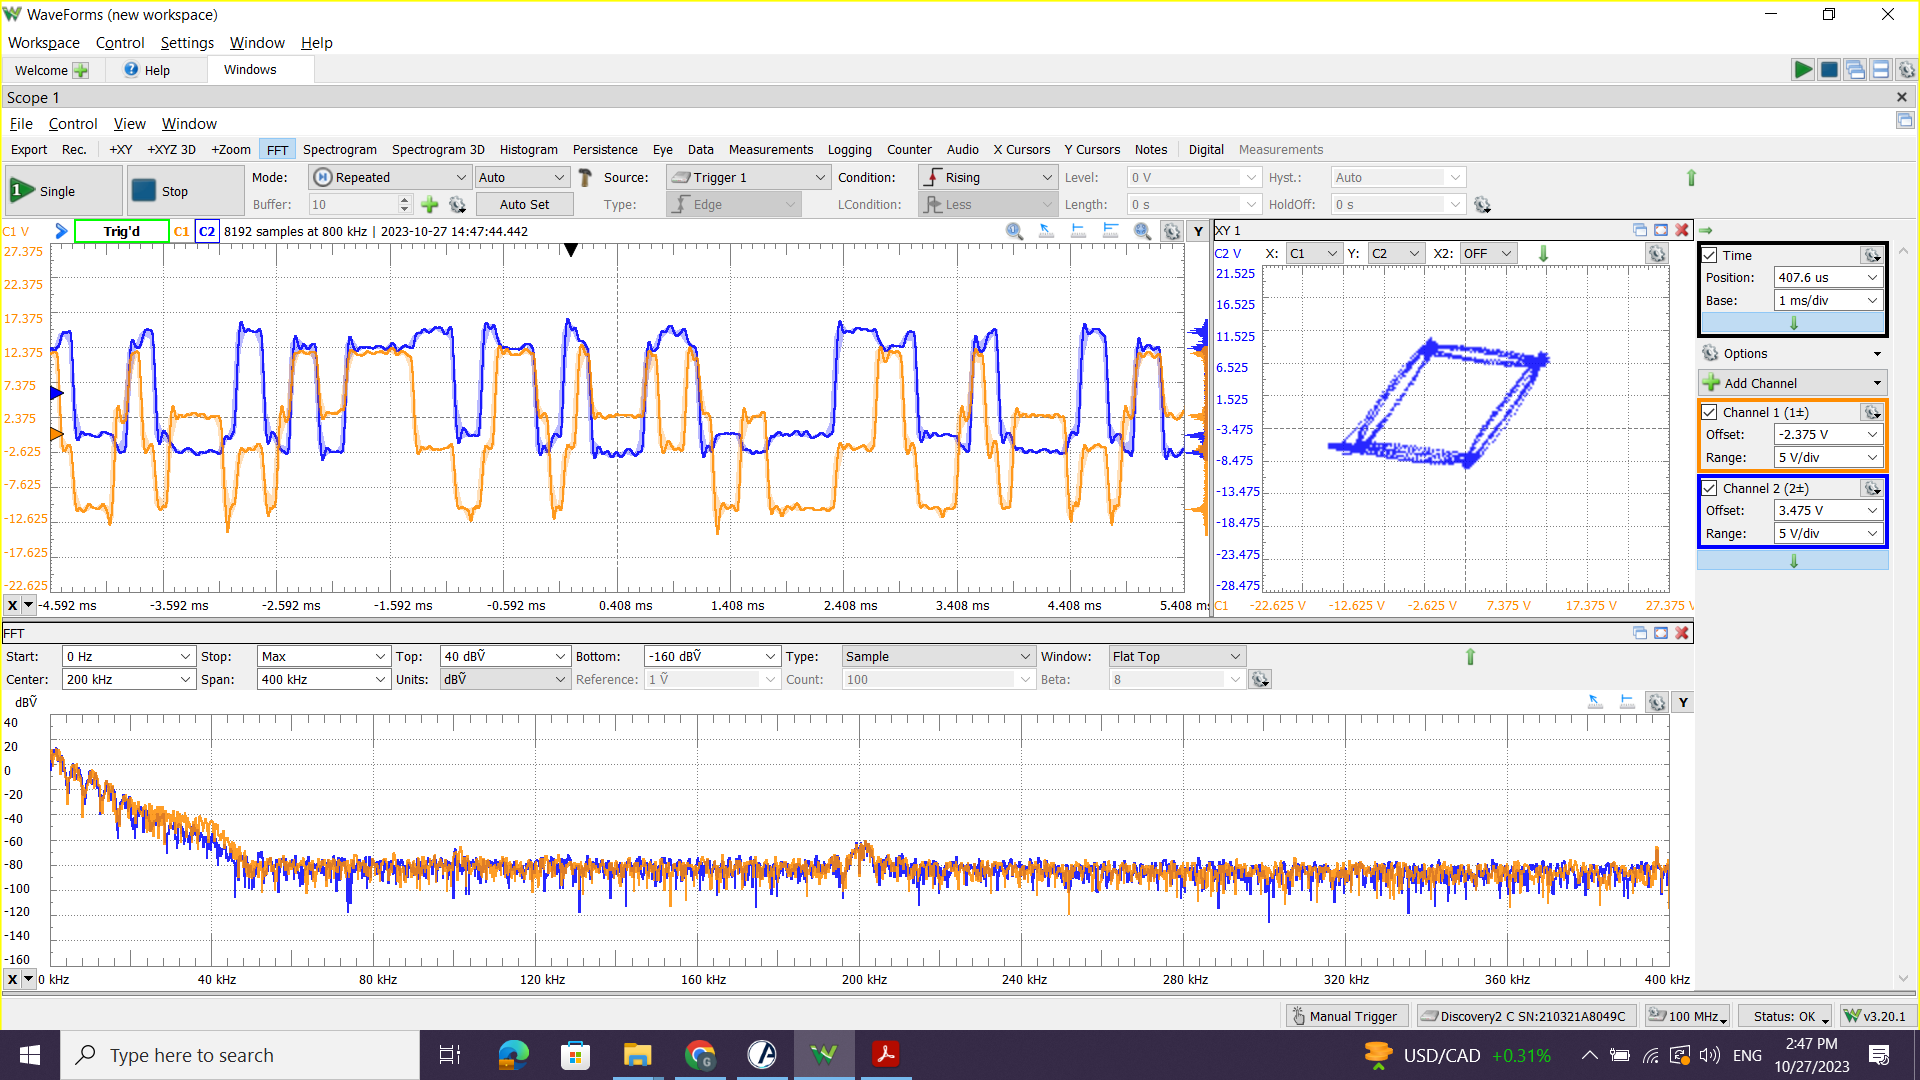 WaveForms (new workspace)
Workspace Control Settings Window Help
Welcome Help Windows
Scope 1
File Control View Window
Export Rec. +XY +XYZ 3D +Zoom FFT Spectrogram Spectrogram 3D Histogram Persistence Eye Data Measurements Logging Counter Audio X Cursors Y Cursors Notes Digital Measurements
1 Single Stop Mode: Repeated Auto Source: Trigger 1 Condition: Rising Level: 0 V Hyst.: Auto
Buffer: 10 Auto Set Type: Edge LCondition: Less Length: 0 s HoldOff: 0 s
C1 V Trig'd C1 C2 8192 samples at 800 kHz | 2023-10-27 14:47:44.442 Y
27.375
22.375
17.375
12.375
7.375
2.375
-2.625
-7.625
-12.625
-17.625
-22.625
X -4.592 ms -3.592 ms -2.592 ms -1.592 ms -0.592 ms 0.408 ms 1.408 ms 2.408 ms 3.408 ms 4.408 ms 5.408 ms
XY 1
C2 V X: C1 Y: C2 X2: OFF
21.525
16.525
11.525
6.525
1.525
-3.475
-8.475
-13.475
-18.475
-23.475
-28.475
C1 -22.625 V -12.625 V -2.625 V 7.375 V 17.375 V 27.375 V
Time
Position: 407.6 us
Base: 1 ms/div
Options
Add Channel
Channel 1 (1±)
Offset: -2.375 V
Range: 5 V/div
Channel 2 (2±)
Offset: 3.475 V
Range: 5 V/div
FFT
Start: 0 Hz Stop: Max Top: 40 dBṼ Bottom: -160 dBṼ Type: Sample Window: Flat Top
Center: 200 kHz Span: 400 kHz Units: dBṼ Reference: 1 Ṽ Count: 100 Beta: 8
dBṼ Y
40
20
0
-20
-40
-60
-80
-100
-120
-140
-160
X 0 kHz 40 kHz 80 kHz 120 kHz 160 kHz 200 kHz 240 kHz 280 kHz 320 kHz 360 kHz 400 kHz
Manual Trigger Discovery2 C SN:210321A8049C 100 MHz Status: OK v3.20.1
Type here to search USD/CAD +0.31% ENG 2:47 PM
10/27/2023